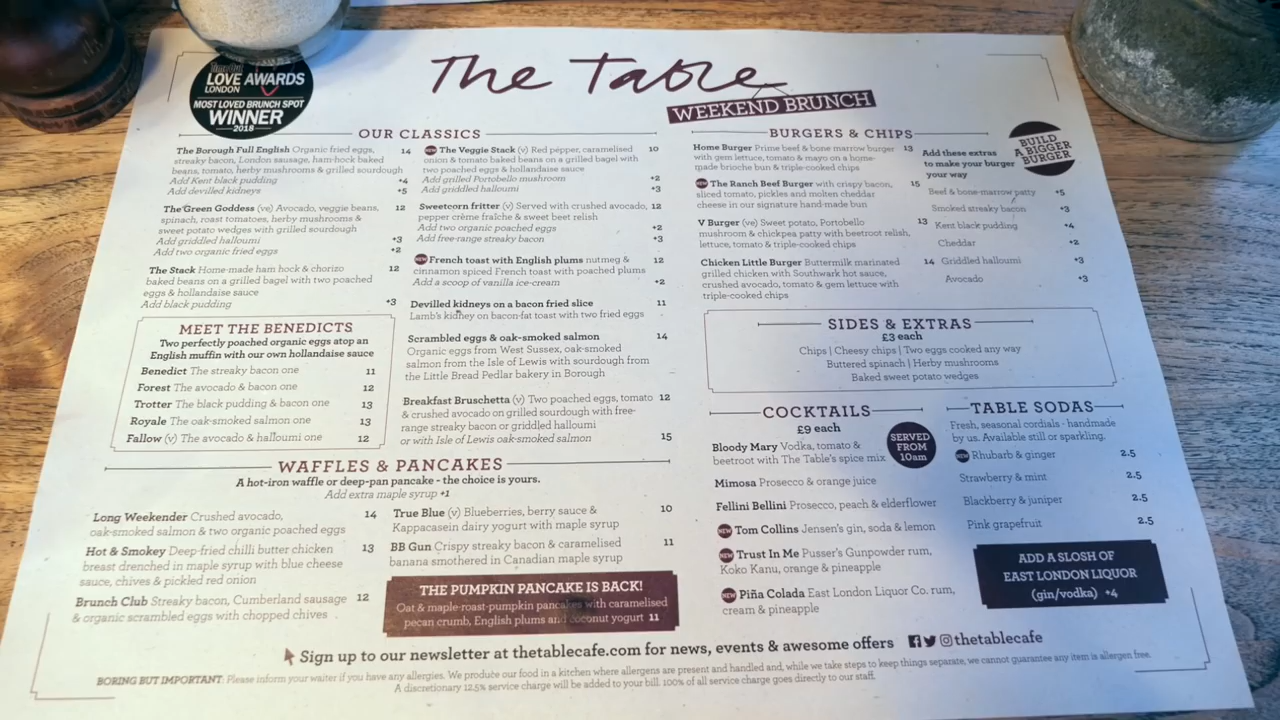 TimeOut
LOVE AWARDS
LONDON
MOST LOVED BRUNCH SPOT
WINNER
2018
The Table
WEEKEND BRUNCH
OUR CLASSICS
The Borough Full English Organic fried eggs, 14
streaky bacon, London sausage, ham-hock baked
beans, tomato, herby mushrooms & grilled sourdough
Add Kent black pudding +4
Add devilled kidneys +5
The Green Goddess (ve) Avocado, veggie beans, 12
spinach, roast tomatoes, herby mushrooms &
sweet potato wedges with grilled sourdough
Add griddled halloumi +3
Add two organic fried eggs +2
The Stack Home-made ham hock & chorizo 12
baked beans on a grilled bagel with two poached
eggs & hollandaise sauce
Add black pudding +3
MEET THE BENEDICTS
Two perfectly poached organic eggs atop an
English muffin with our own hollandaise sauce
Benedict The streaky bacon one 11
Forest The avocado & bacon one 12
Trotter The black pudding & bacon one 13
Royale The oak-smoked salmon one 13
Fallow (v) The avocado & halloumi one 12
NEW The Veggie Stack (v) Red pepper, caramelised 10
onion & tomato baked beans on a grilled bagel with
two poached eggs & hollandaise sauce
Add grilled Portobello mushroom +2
Add griddled halloumi +3
Sweetcorn fritter (v) Served with crushed avocado, 12
pepper crème fraîche & sweet beet relish
Add two organic poached eggs +2
Add free-range streaky bacon +3
NEW French toast with English plums nutmeg & 12
cinnamon spiced French toast with poached plums
Add a scoop of vanilla ice-cream +2
Devilled kidneys on a bacon fried slice 11
Lamb's kidney on bacon-fat toast with two fried eggs
Scrambled eggs & oak-smoked salmon 14
Organic eggs from West Sussex, oak-smoked
salmon from the Isle of Lewis with sourdough from
the Little Bread Pedlar bakery in Borough
Breakfast Bruschetta (v) Two poached eggs, tomato 12
& crushed avocado on grilled sourdough with free-
range streaky bacon or griddled halloumi
or with Isle of Lewis oak-smoked salmon 15
WAFFLES & PANCAKES
A hot-iron waffle or deep-pan pancake - the choice is yours.
Add extra maple syrup +1
Long Weekender Crushed avocado, 14
oak-smoked salmon & two organic poached eggs
Hot & Smokey Deep-fried chilli butter chicken 13
breast drenched in maple syrup with blue cheese
sauce, chives & pickled red onion
Brunch Club Streaky bacon, Cumberland sausage 12
& organic scrambled eggs with chopped chives
True Blue (v) Blueberries, berry sauce & 10
Kappacasein dairy yogurt with maple syrup
BB Gun Crispy streaky bacon & caramelised 11
banana smothered in Canadian maple syrup
THE PUMPKIN PANCAKE IS BACK!
Oat & maple-roast-pumpkin pancakes with caramelised
pecan crumb, English plums and coconut yogurt 11
BURGERS & CHIPS
Home Burger Prime beef & bone marrow burger 13
with gem lettuce, tomato & mayo on a home-
made brioche bun & triple-cooked chips
NEW The Ranch Beef Burger with crispy bacon, 15
sliced tomato, pickles and molten cheddar
cheese in our signature hand-made bun
V Burger (ve) Sweet potato, Portobello 13
mushroom & chickpea patty with beetroot relish,
lettuce, tomato & triple-cooked chips
Chicken Little Burger Buttermilk marinated 14
grilled chicken with Southwark hot sauce,
crushed avocado, tomato & gem lettuce with
triple-cooked chips
BUILD
A BIGGER
BURGER
Add these extras
to make your burger
your way
Beef & bone-marrow patty +5
Smoked streaky bacon +3
Kent black pudding +4
Cheddar +2
Griddled halloumi +3
Avocado +3
SIDES & EXTRAS
£3 each
Chips | Cheesy chips | Two eggs cooked any way
Buttered spinach | Herby mushrooms
Baked sweet potato wedges
COCKTAILS
£9 each
SERVED
FROM
10am
Bloody Mary Vodka, tomato &
beetroot with The Table's spice mix
Mimosa Prosecco & orange juice
Fellini Bellini Prosecco, peach & elderflower
NEW Tom Collins Jensen's gin, soda & lemon
NEW Trust In Me Pusser's Gunpowder rum,
Koko Kanu, orange & pineapple
NEW Piña Colada East London Liquor Co. rum,
cream & pineapple
TABLE SODAS
Fresh, seasonal cordials - handmade
by us. Available still or sparkling.
NEW Rhubarb & ginger 2.5
Strawberry & mint 2.5
Blackberry & juniper 2.5
Pink grapefruit 2.5
ADD A SLOSH OF
EAST LONDON LIQUOR
(gin/vodka) +4
Sign up to our newsletter at thetablecafe.com for news, events & awesome offers thetablecafe
BORING BUT IMPORTANT: Please inform your waiter if you have any allergies. We produce our food in a kitchen where allergens are present and handled and, while we take steps to keep things separate, we cannot guarantee any item is allergen free.
A discretionary 12.5% service charge will be added to your bill. 100% of all service charge goes directly to our staff.